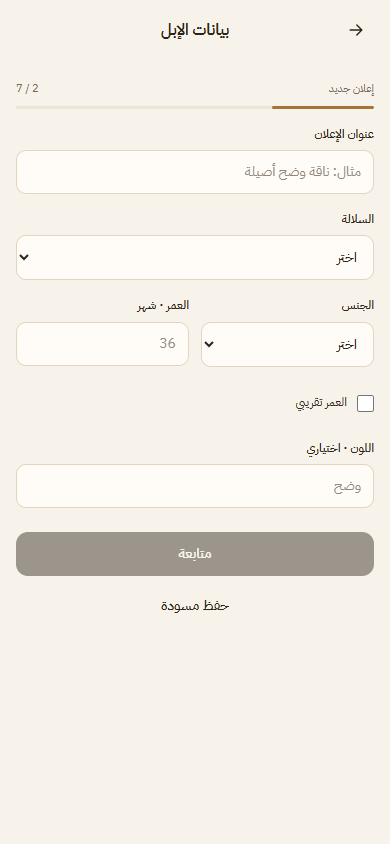 بيانات الإبل
إعلان جديد
2 / 7
عنوان الإعلان
مثال: ناقة وضح أصيلة
السلالة
اختر
الجنس
العمر · شهر
اختر
36
العمر تقريبي
اللون · اختياري
وضح
متابعة
حفظ مسودة